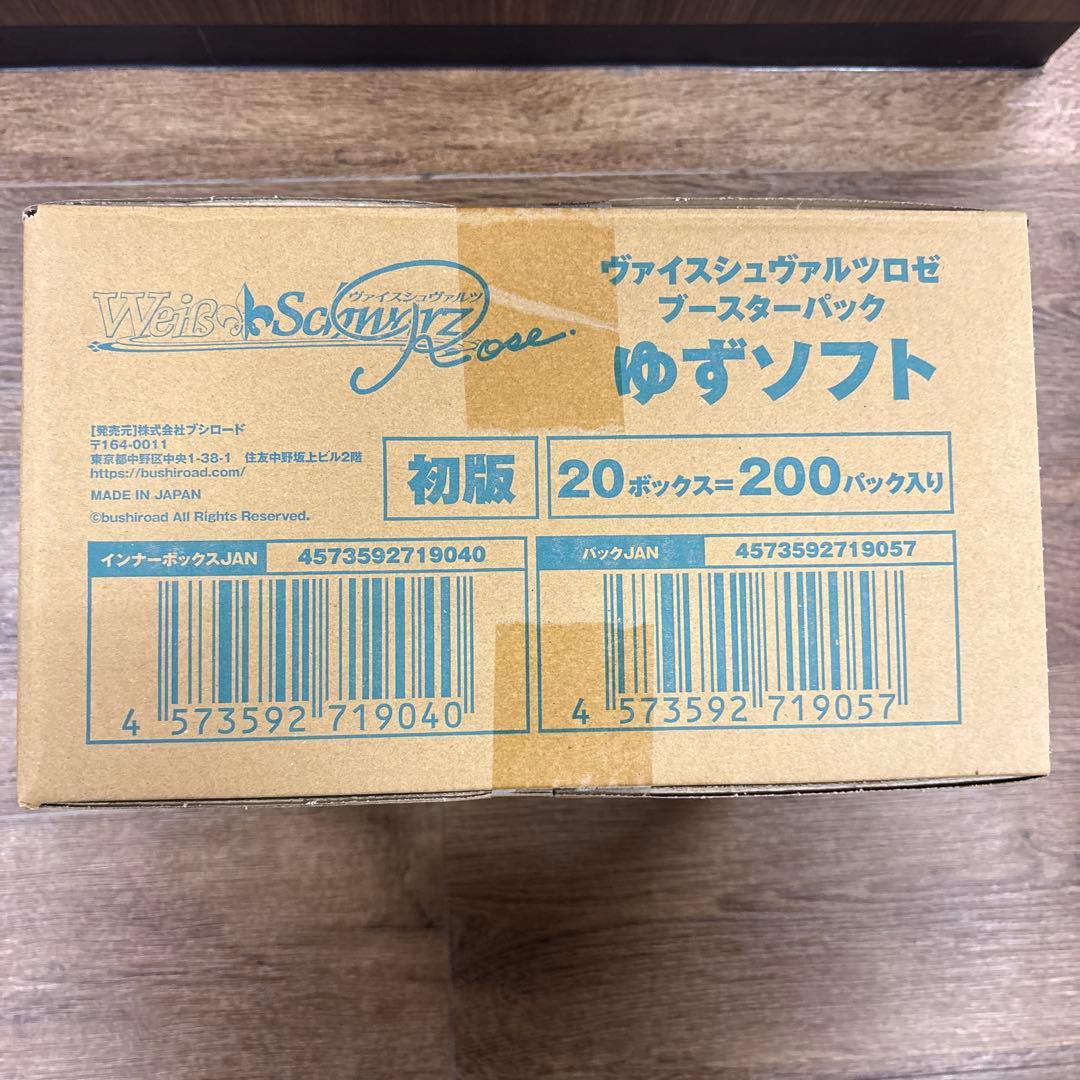 Weiß Schwarz
ヴァイスシュヴァルツ
Rose.
ヴァイスシュヴァルツロゼ
ブースターパック
ゆずソフト
[発売元]株式会社ブシロード
〒164-0011
東京都中野区中央1-38-1 住友中野坂上ビル2階
https://bushiroad.com/
MADE IN JAPAN
©bushiroad All Rights Reserved.
初版
20ボックス=200パック入り
インナーボックスJAN 4573592719040
4 573592 719040
パックJAN 4573592719057
4 573592 719057